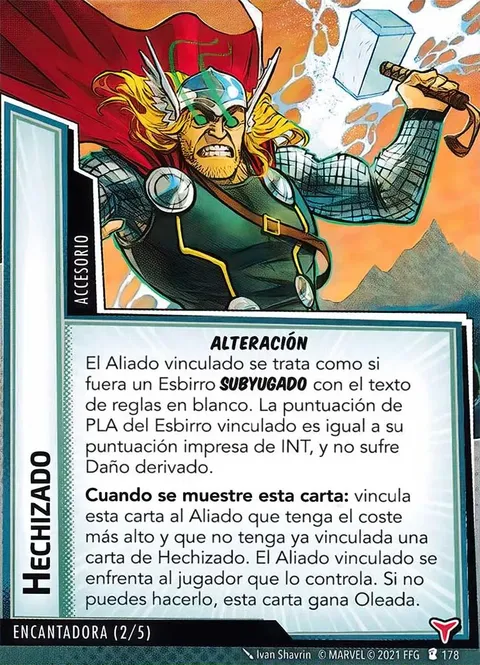 ACCESORIO
HECHIZADO
ALTERACIÓN
El Aliado vinculado se trata como si
fuera un Esbirro SUBYUGADO con el texto
de reglas en blanco. La puntuación de
PLA del Esbirro vinculado es igual a su
puntuación impresa de INT, y no sufre
Daño derivado.
Cuando se muestre esta carta: vincula
esta carta al Aliado que tenga el coste
más alto y que no tenga ya vinculada una
carta de Hechizado. El Aliado vinculado se
enfrenta al jugador que lo controla. Si no
puedes hacerlo, esta carta gana Oleada.
ENCANTADORA (2/5)
Ivan Shavrin © MARVEL © 2021 FFG 178